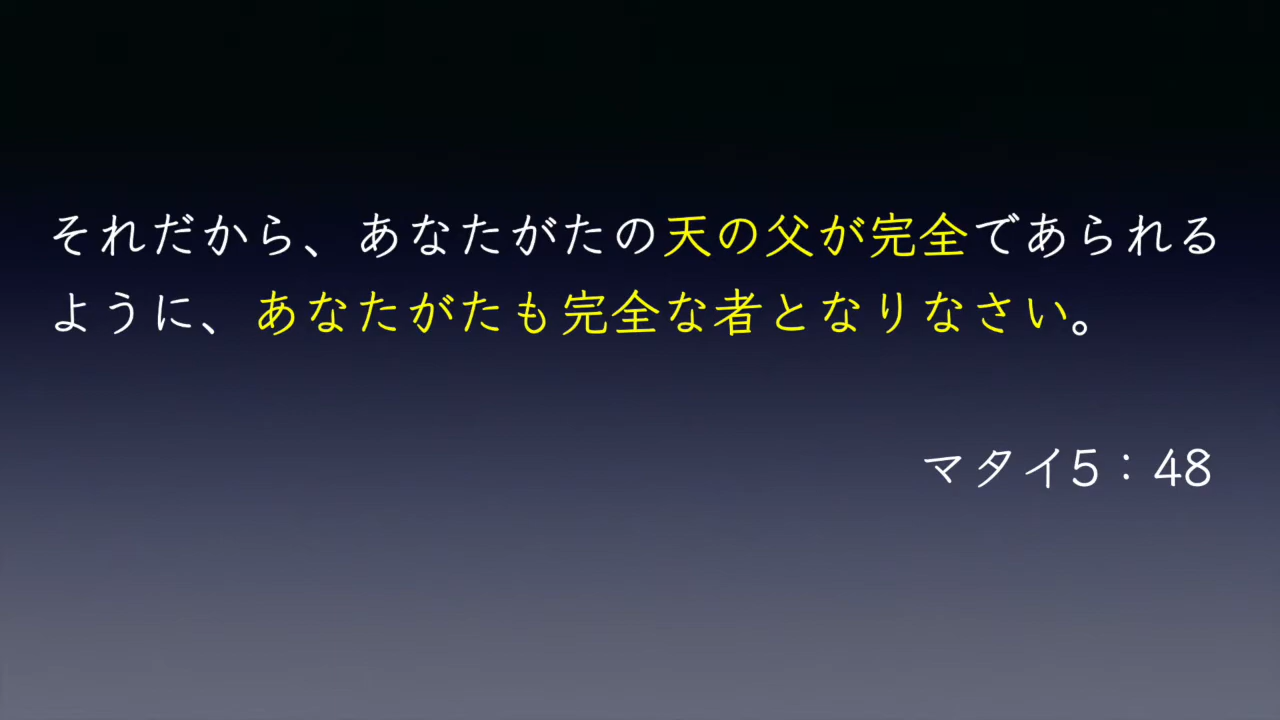 それだから、あなたがたの天の父が完全であられる
ように、あなたがたも完全な者となりなさい。
マタイ5：48